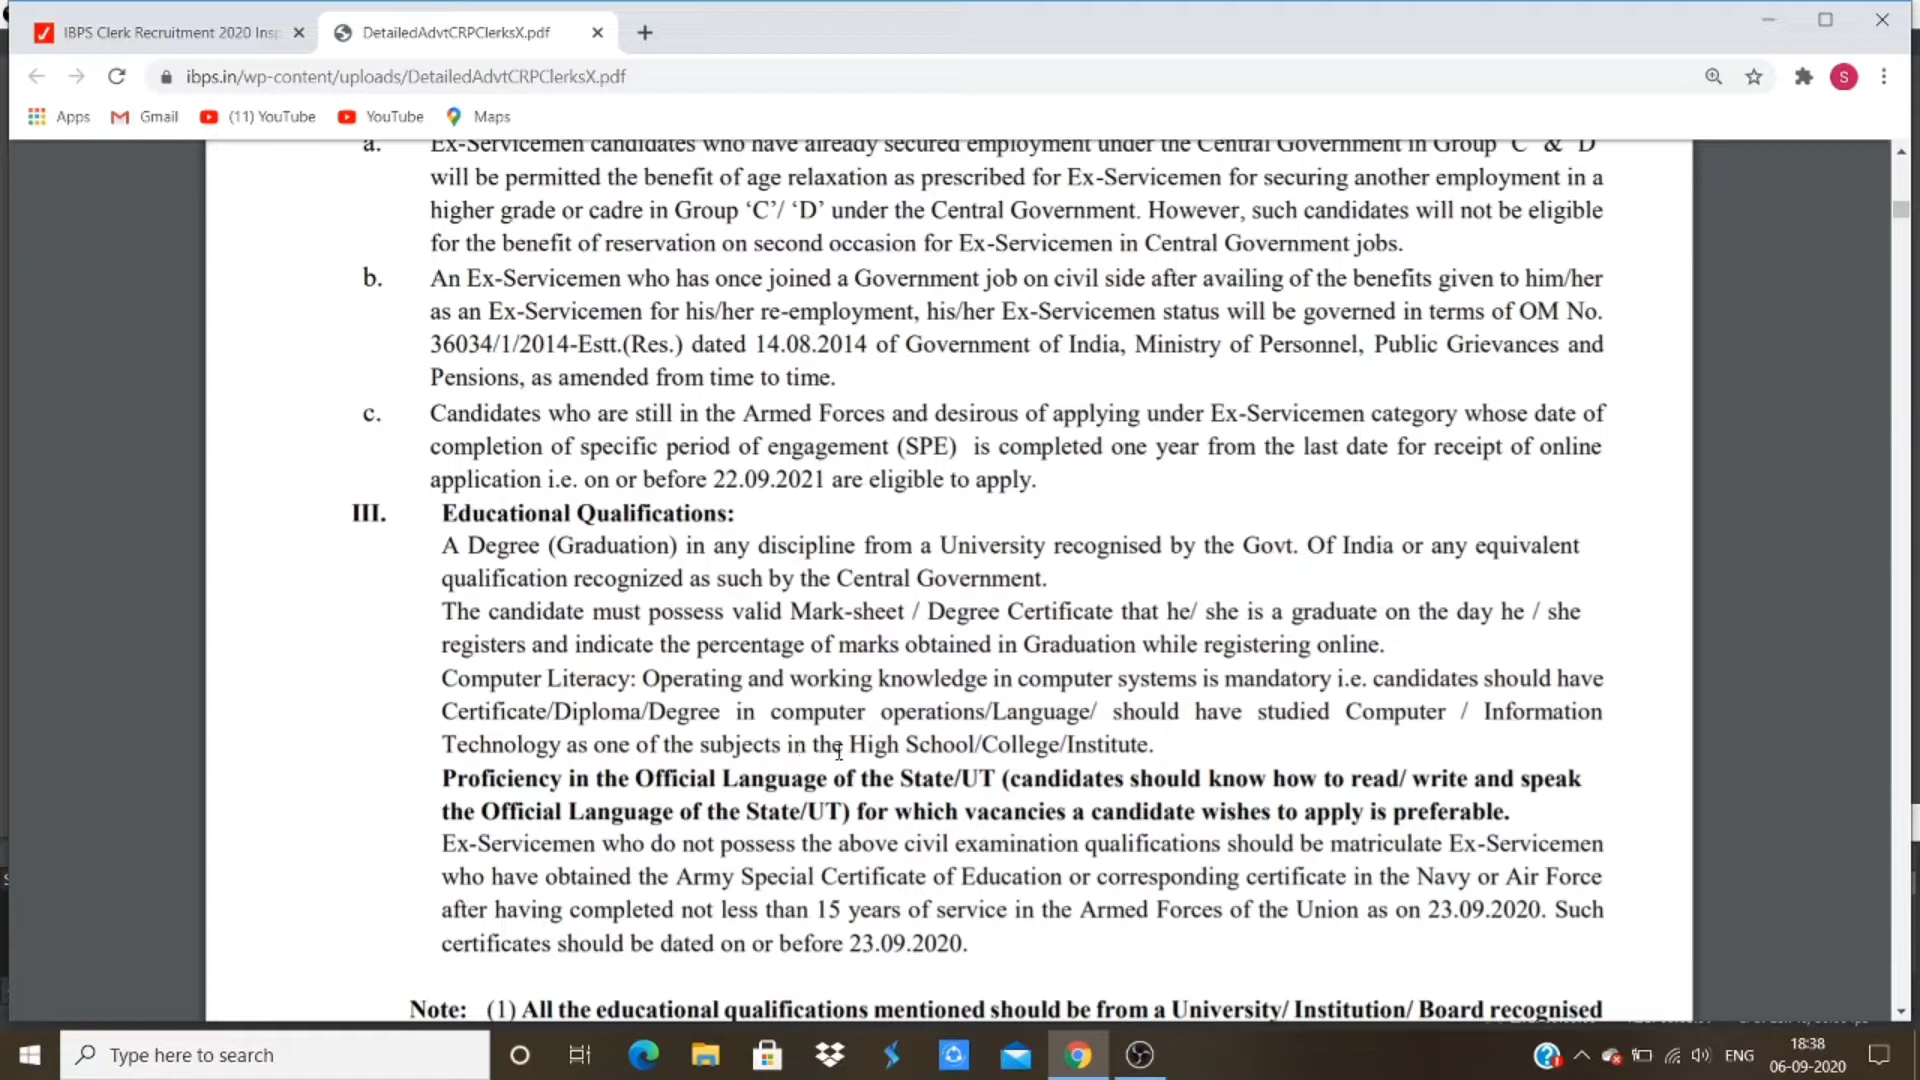 IBPS Clerk Recruitment 2020 Insp
DetailedAdvtCRPClerksX.pdf
ibps.in/wp-content/uploads/DetailedAdvtCRPClerksX.pdf
S
Apps
Gmail
(11) YouTube
YouTube
Maps
a. Ex-Servicemen candidates who have already secured employment under the Central Government in Group ‘C’ & ‘D’
will be permitted the benefit of age relaxation as prescribed for Ex-Servicemen for securing another employment in a
higher grade or cadre in Group ‘C’/ ‘D’ under the Central Government. However, such candidates will not be eligible
for the benefit of reservation on second occasion for Ex-Servicemen in Central Government jobs.
b. An Ex-Servicemen who has once joined a Government job on civil side after availing of the benefits given to him/her
as an Ex-Servicemen for his/her re-employment, his/her Ex-Servicemen status will be governed in terms of OM No.
36034/1/2014-Estt.(Res.) dated 14.08.2014 of Government of India, Ministry of Personnel, Public Grievances and
Pensions, as amended from time to time.
c. Candidates who are still in the Armed Forces and desirous of applying under Ex-Servicemen category whose date of
completion of specific period of engagement (SPE) is completed one year from the last date for receipt of online
application i.e. on or before 22.09.2021 are eligible to apply.
III. Educational Qualifications:
A Degree (Graduation) in any discipline from a University recognised by the Govt. Of India or any equivalent
qualification recognized as such by the Central Government.
The candidate must possess valid Mark-sheet / Degree Certificate that he/ she is a graduate on the day he / she
registers and indicate the percentage of marks obtained in Graduation while registering online.
Computer Literacy: Operating and working knowledge in computer systems is mandatory i.e. candidates should have
Certificate/Diploma/Degree in computer operations/Language/ should have studied Computer / Information
Technology as one of the subjects in the High School/College/Institute.
Proficiency in the Official Language of the State/UT (candidates should know how to read/ write and speak
the Official Language of the State/UT) for which vacancies a candidate wishes to apply is preferable.
Ex-Servicemen who do not possess the above civil examination qualifications should be matriculate Ex-Servicemen
who have obtained the Army Special Certificate of Education or corresponding certificate in the Navy or Air Force
after having completed not less than 15 years of service in the Armed Forces of the Union as on 23.09.2020. Such
certificates should be dated on or before 23.09.2020.
Note: (1) All the educational qualifications mentioned should be from a University/ Institution/ Board recognised
Type here to search
ENG
18:38
06-09-2020